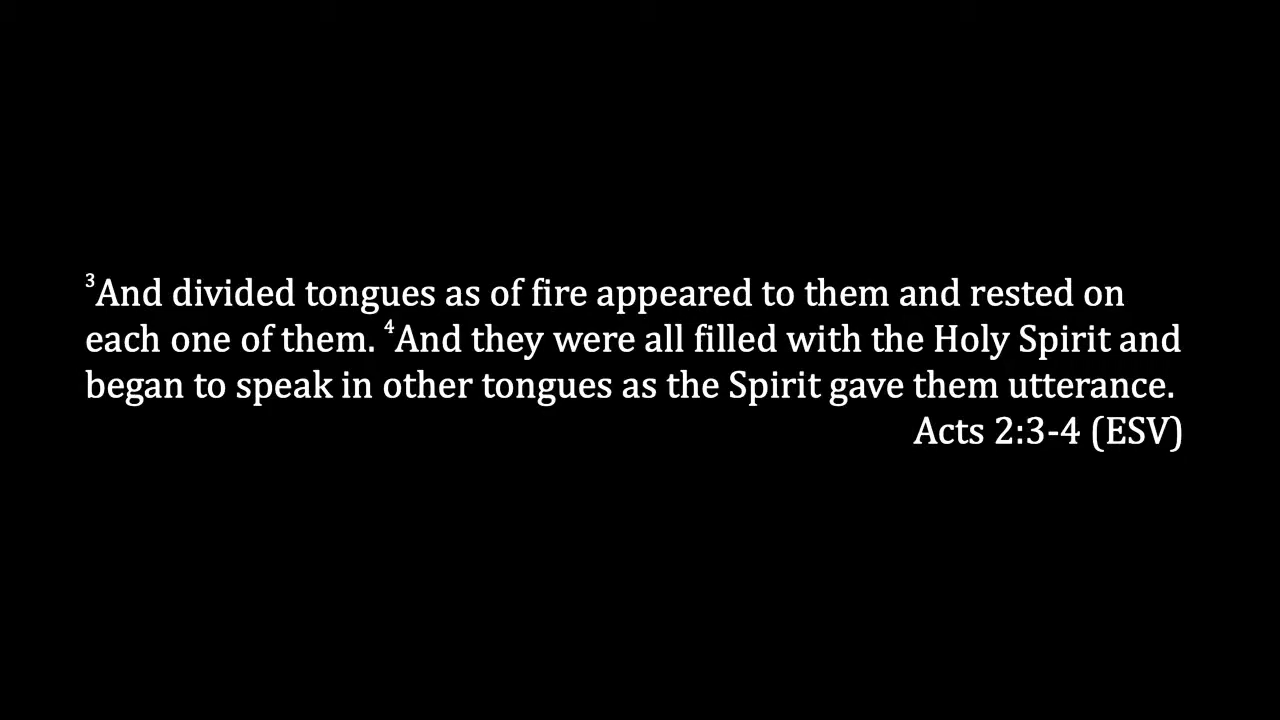 ³And divided tongues as of fire appeared to them and rested on
each one of them. ⁴And they were all filled with the Holy Spirit and
began to speak in other tongues as the Spirit gave them utterance.
Acts 2:3-4 (ESV)